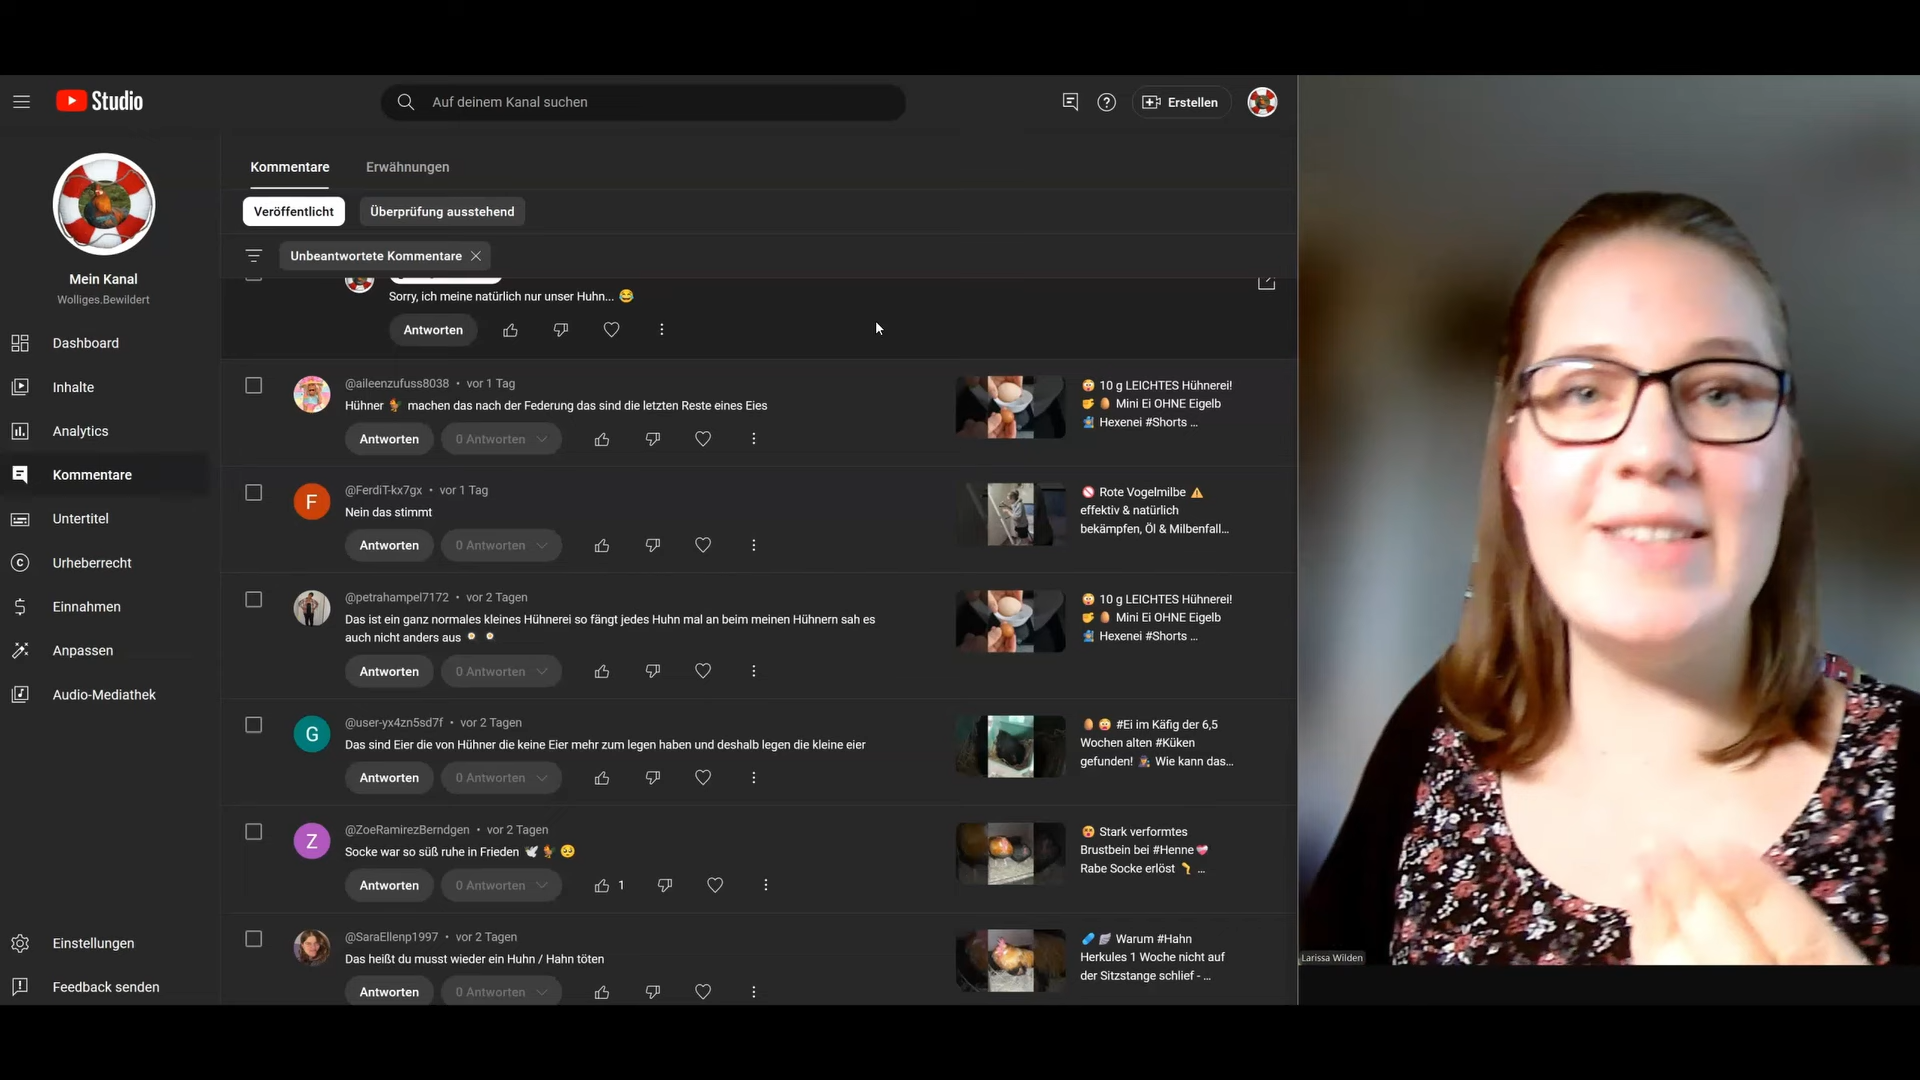 Studio
Auf deinem Kanal suchen
Erstellen
Mein Kanal
Wolliges.Bewildert
Dashboard
Inhalte
Analytics
Kommentare
Untertitel
Urheberrecht
Einnahmen
Anpassen
Audio-Mediathek
Einstellungen
Feedback senden
Kommentare Erwähnungen
Veröffentlicht Überprüfung ausstehend
Unbeantwortete Kommentare
Sorry, ich meine natürlich nur unser Huhn... 😂
Antworten
@aileenzufuss8038 • vor 1 Tag
Hühner 🐓 machen das nach der Federung das sind die letzten Reste eines Eies
Antworten 0 Antworten
10 g LEICHTES Hühnerei!
Mini Ei OHNE Eigelb
Hexenei #Shorts ...
F
@FerdiT-kx7gx • vor 1 Tag
Nein das stimmt
Antworten 0 Antworten
Rote Vogelmilbe ⚠️
effektiv & natürlich
bekämpfen, Öl & Milbenfall...
@petrahampel7172 • vor 2 Tagen
Das ist ein ganz normales kleines Hühnerei so fängt jedes Huhn mal an beim meinen Hühnern sah es
auch nicht anders aus
Antworten 0 Antworten
10 g LEICHTES Hühnerei!
Mini Ei OHNE Eigelb
Hexenei #Shorts ...
G
@user-yx4zn5sd7f • vor 2 Tagen
Das sind Eier die von Hühner die keine Eier mehr zum legen haben und deshalb legen die kleine eier
Antworten 0 Antworten
#Ei im Käfig der 6,5
Wochen alten #Küken
gefunden! Wie kann das...
Z
@ZoeRamirezBerndgen • vor 2 Tagen
Socke war so süß ruhe in Frieden 🕊 🐓 🥺
Antworten 0 Antworten 1
Stark verformtes
Brustbein bei #Henne
Rabe Socke erlöst ...
@SaraEllenp1997 • vor 2 Tagen
Das heißt du musst wieder ein Huhn / Hahn töten
Antworten 0 Antworten
Warum #Hahn
Herkules 1 Woche nicht auf
der Sitzstange schlief - ...
Larissa Wilden